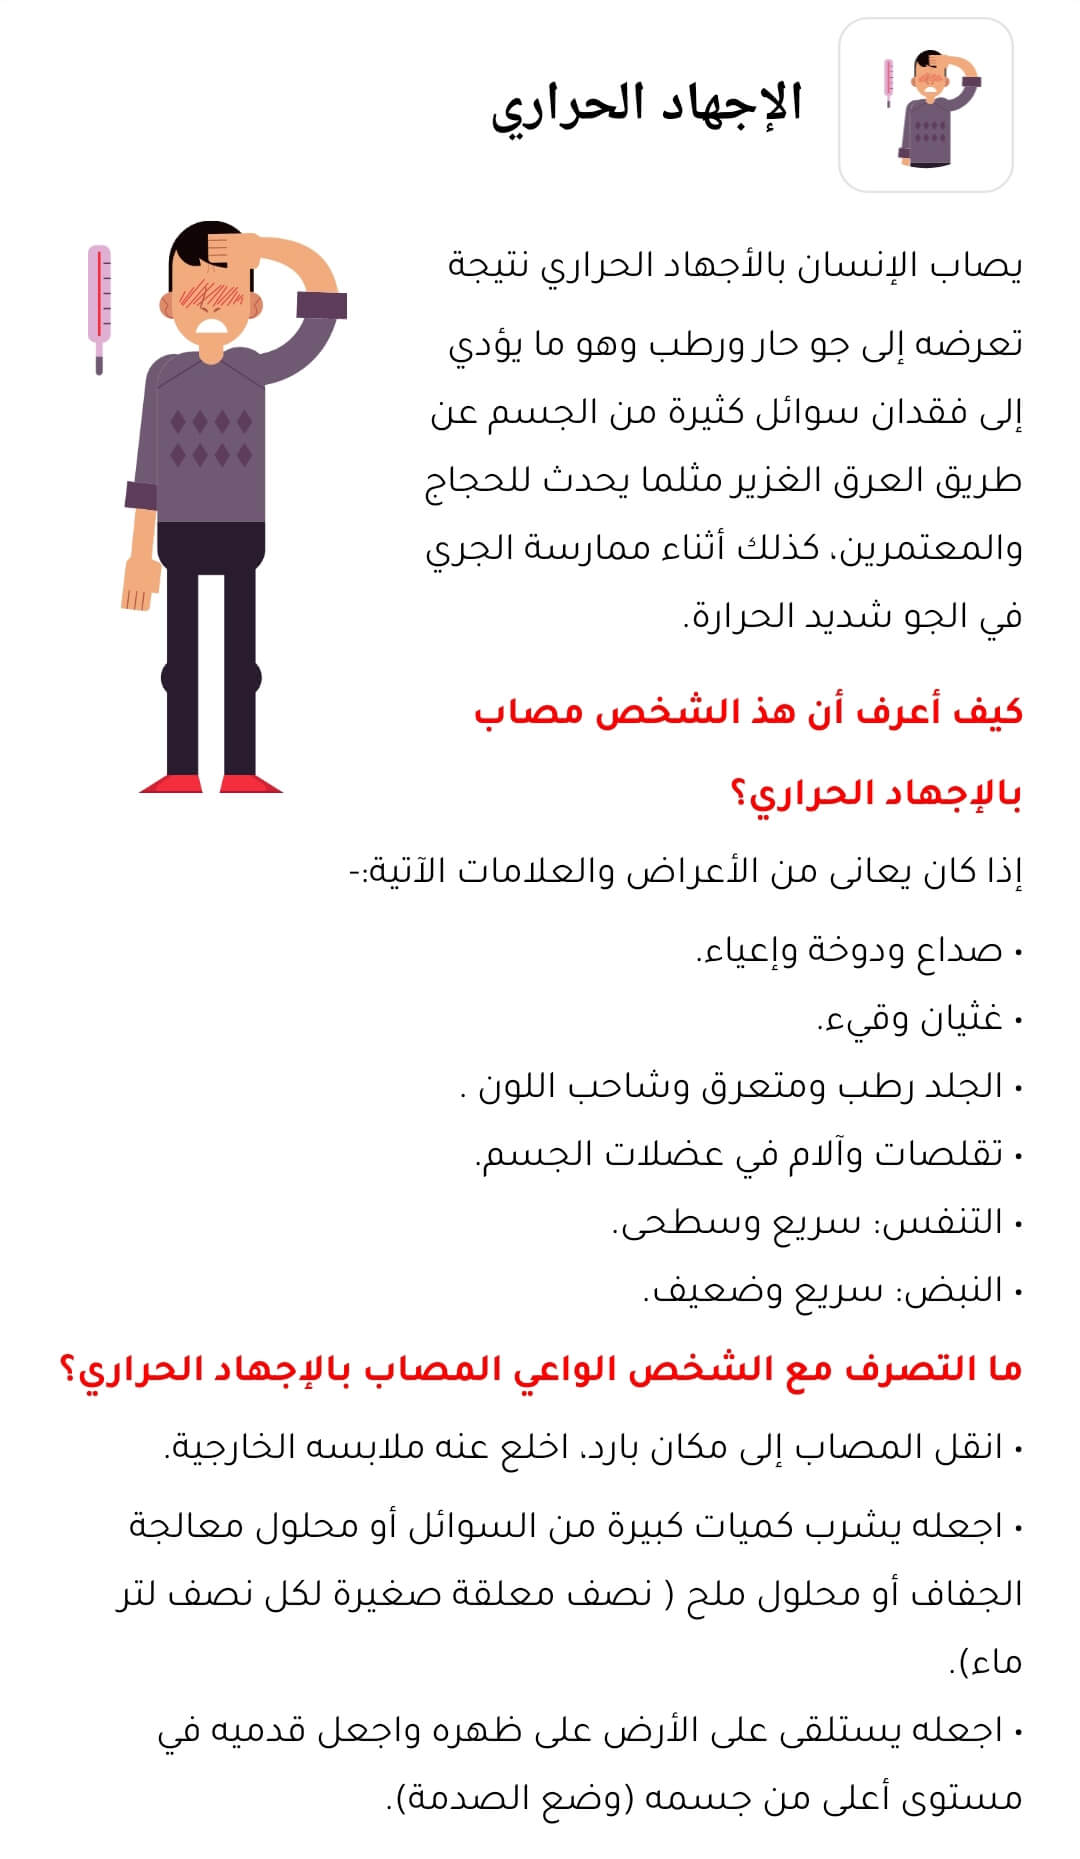 الإجهاد الحراري
يصاب الإنسان بالأجهاد الحراري نتيجة
تعرضه إلى جو حار ورطب وهو ما يؤدي
إلى فقدان سوائل كثيرة من الجسم عن
طريق العرق الغزير مثلما يحدث للحجاج
والمعتمرين، كذلك أثناء ممارسة الجري
في الجو شديد الحرارة.
كيف أعرف أن هذ الشخص مصاب
بالإجهاد الحراري؟
إذا كان يعانى من الأعراض والعلامات الآتية:-
• صداع ودوخة وإعياء.
• غثيان وقيء.
• الجلد رطب ومتعرق وشاحب اللون .
• تقلصات وآلام في عضلات الجسم.
• التنفس: سريع وسطحى.
• النبض: سريع وضعيف.
ما التصرف مع الشخص الواعي المصاب بالإجهاد الحراري؟
• انقل المصاب إلى مكان بارد، اخلع عنه ملابسه الخارجية.
• اجعله يشرب كميات كبيرة من السوائل أو محلول معالجة
الجفاف أو محلول ملح ( نصف معلقة صغيرة لكل نصف لتر
ماء).
• اجعله يستلقى على الأرض على ظهره واجعل قدميه في
مستوى أعلى من جسمه (وضع الصدمة).